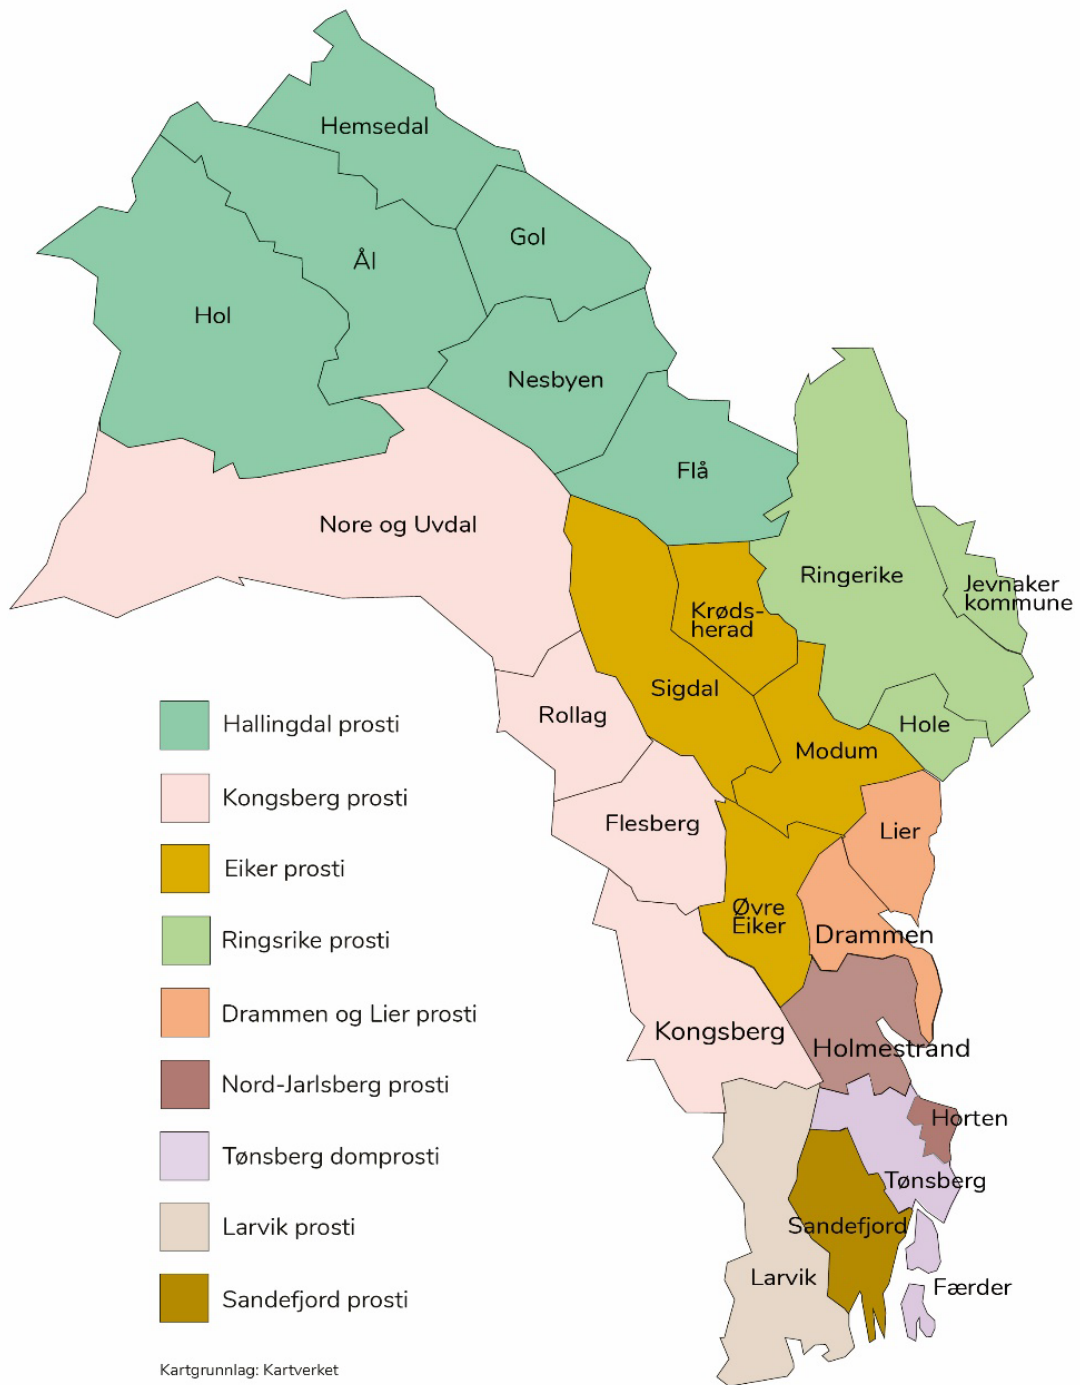 Hemsedal
Gol
Ål
Hol
Nesbyen
Flå
Nore og Uvdal
Ringerike
Jevnaker
kommune
Krøds-
herad
Sigdal
Rollag
Hole
Modum
Flesberg
Lier
Øvre
Eiker
Drammen
Kongsberg
Holmestrand
Horten
Tønsberg
Sandefjord
Larvik
Færder
Hallingdal prosti
Kongsberg prosti
Eiker prosti
Ringsrike prosti
Drammen og Lier prosti
Nord-Jarlsberg prosti
Tønsberg domprosti
Larvik prosti
Sandefjord prosti
Kartgrunnlag: Kartverket